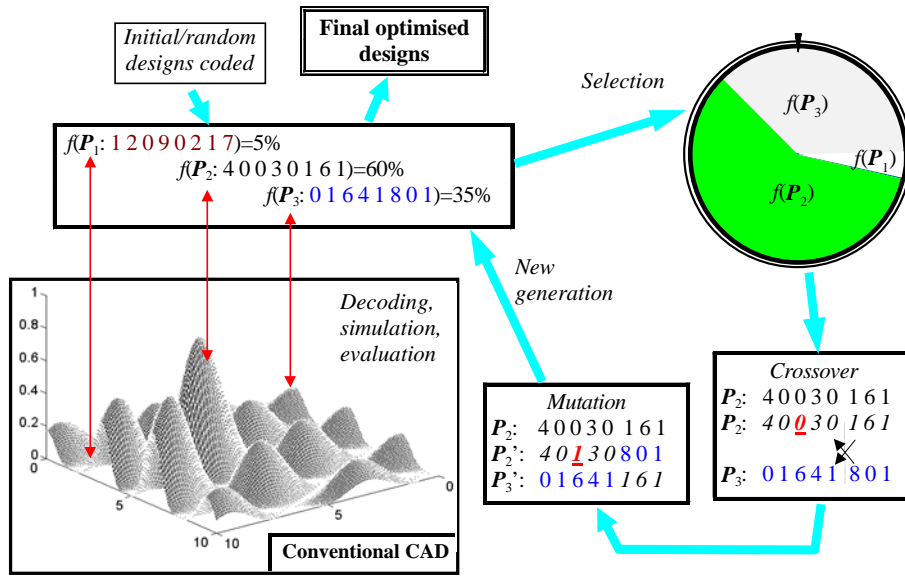 Initial/random
designs coded
Final optimised
designs
Selection
f(P1: 1 2 0 9 0 2 1 7)=5%
f(P2: 4 0 0 3 0 1 6 1)=60%
f(P3: 0 1 6 4 1 8 0 1)=35%
f(P3)
f(P1)
f(P2)
New
generation
Decoding,
simulation,
evaluation
1
0.8
0.6
0.4
0.2
0
0
5
10
10
5
0
Conventional CAD
Mutation
P2: 4 0 0 3 0 1 6 1
P2': 4 0 1 3 0 8 0 1
P3': 0 1 6 4 1 1 6 1
Crossover
P2: 4 0 0 3 0 1 6 1
P2: 4 0 0 3 0 1 6 1
P3: 0 1 6 4 1 8 0 1